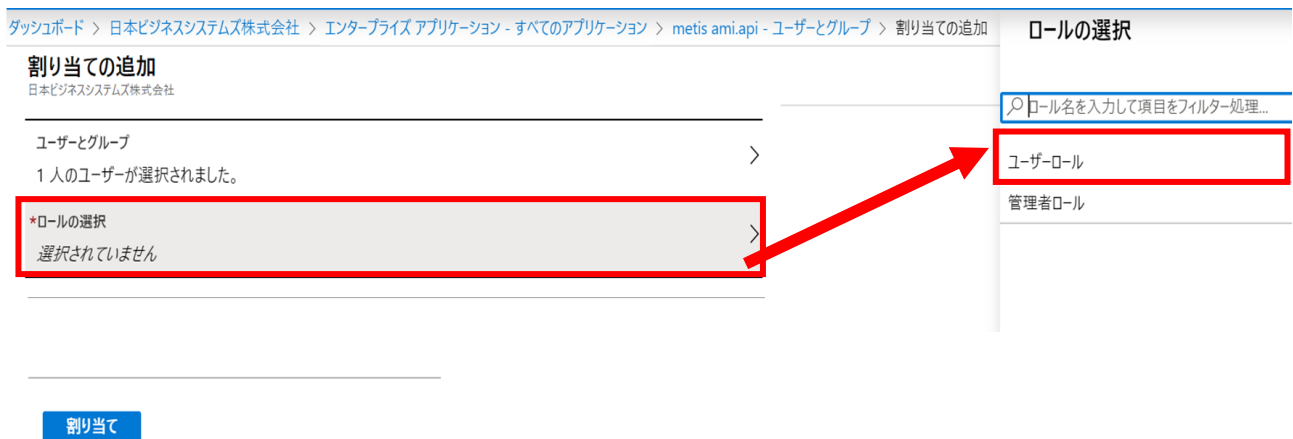 ダッシュボード > 日本ビジネスシステムズ株式会社 > エンタープライズ アプリケーション - すべてのアプリケーション > metis ami.api - ユーザーとグループ > 割り当ての追加
割り当ての追加
日本ビジネスシステムズ株式会社
ユーザーとグループ
1 人のユーザーが選択されました。
*ロールの選択
選択されていません
割り当て
ロールの選択
ロール名を入力して項目をフィルター処理...
ユーザーロール
管理者ロール